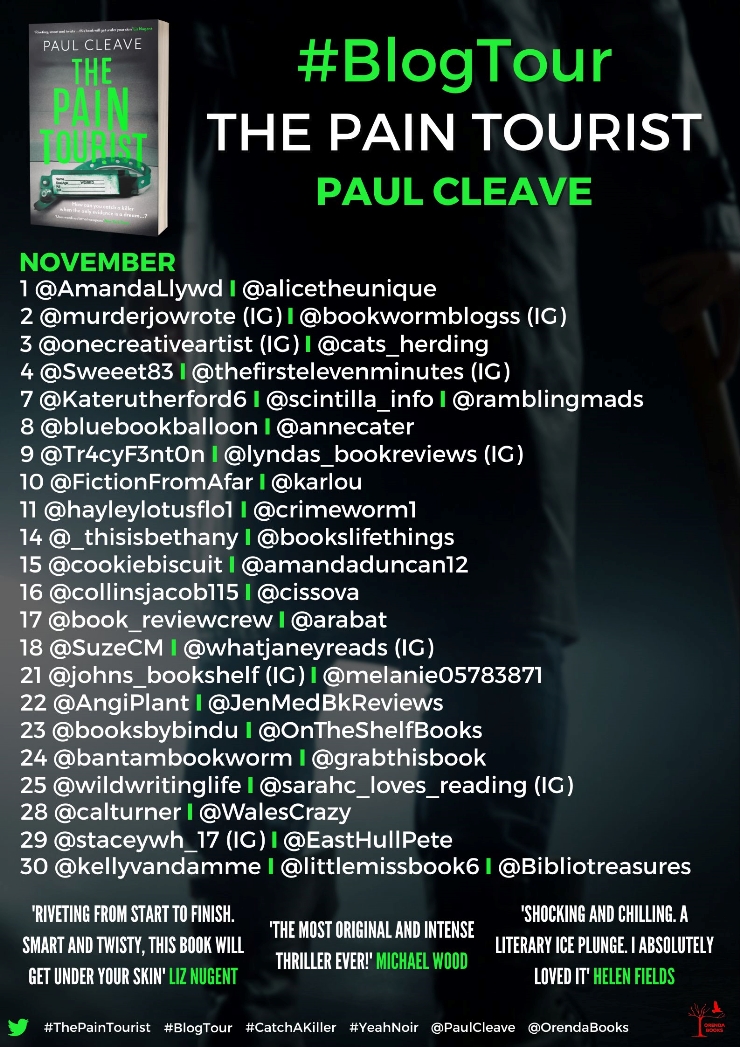 PAUL CLEAVE
THE
PAIN
TOURIST
#BlogTour
THE PAIN TOURIST
PAUL CLEAVE
NOVEMBER
1 @AmandaLlywd I @alicetheunique
2 @murderjowrote (IG) I @bookwormblogss (IG)
3 @onecreativeartist (IG) I @cats_herding
4 @Sweeet83 I @thefirstelevenminutes (IG)
7 @Katerutherford6 I @scintilla_info I @ramblingmads
8 @bluebookballoon I @annecater
9 @Tr4cyF3nt0n I @lyndas_bookreviews (IG)
10 @FictionFromAfar I @karlou
11 @hayleylotusflo1 I @crimeworm1
14 @_thisisbethany I @bookslifethings
15 @cookiebiscuit I @amandaduncan12
16 @collinsjacob115 I @cissova
17 @book_reviewcrew I @arabat
18 @SuzeCM I @whatjaneyreads (IG)
21 @johns_bookshelf (IG) I @melanie05783871
22 @AngiPlant I @JenMedBkReviews
23 @booksbybindu I @OnTheShelfBooks
24 @bantambookworm I @grabthisbook
25 @wildwritinglife I @sarahc_loves_reading (IG)
28 @calturner I @WalesCrazy
29 @staceywh_17 (IG) I @EastHullPete
30 @kellyvandamme I @littlemissbook6 I @Bibliotreasures
'RIVETING FROM START TO FINISH.
SMART AND TWISTY, THIS BOOK WILL
GET UNDER YOUR SKIN' LIZ NUGENT
'THE MOST ORIGINAL AND INTENSE
THRILLER EVER!' MICHAEL WOOD
'SHOCKING AND CHILLING. A
LITERARY ICE PLUNGE. I ABSOLUTELY
LOVED IT' HELEN FIELDS
#ThePainTourist #BlogTour #CatchAKiller #YeahNoir @PaulCleave @OrendaBooks
ORENDA
BOOKS